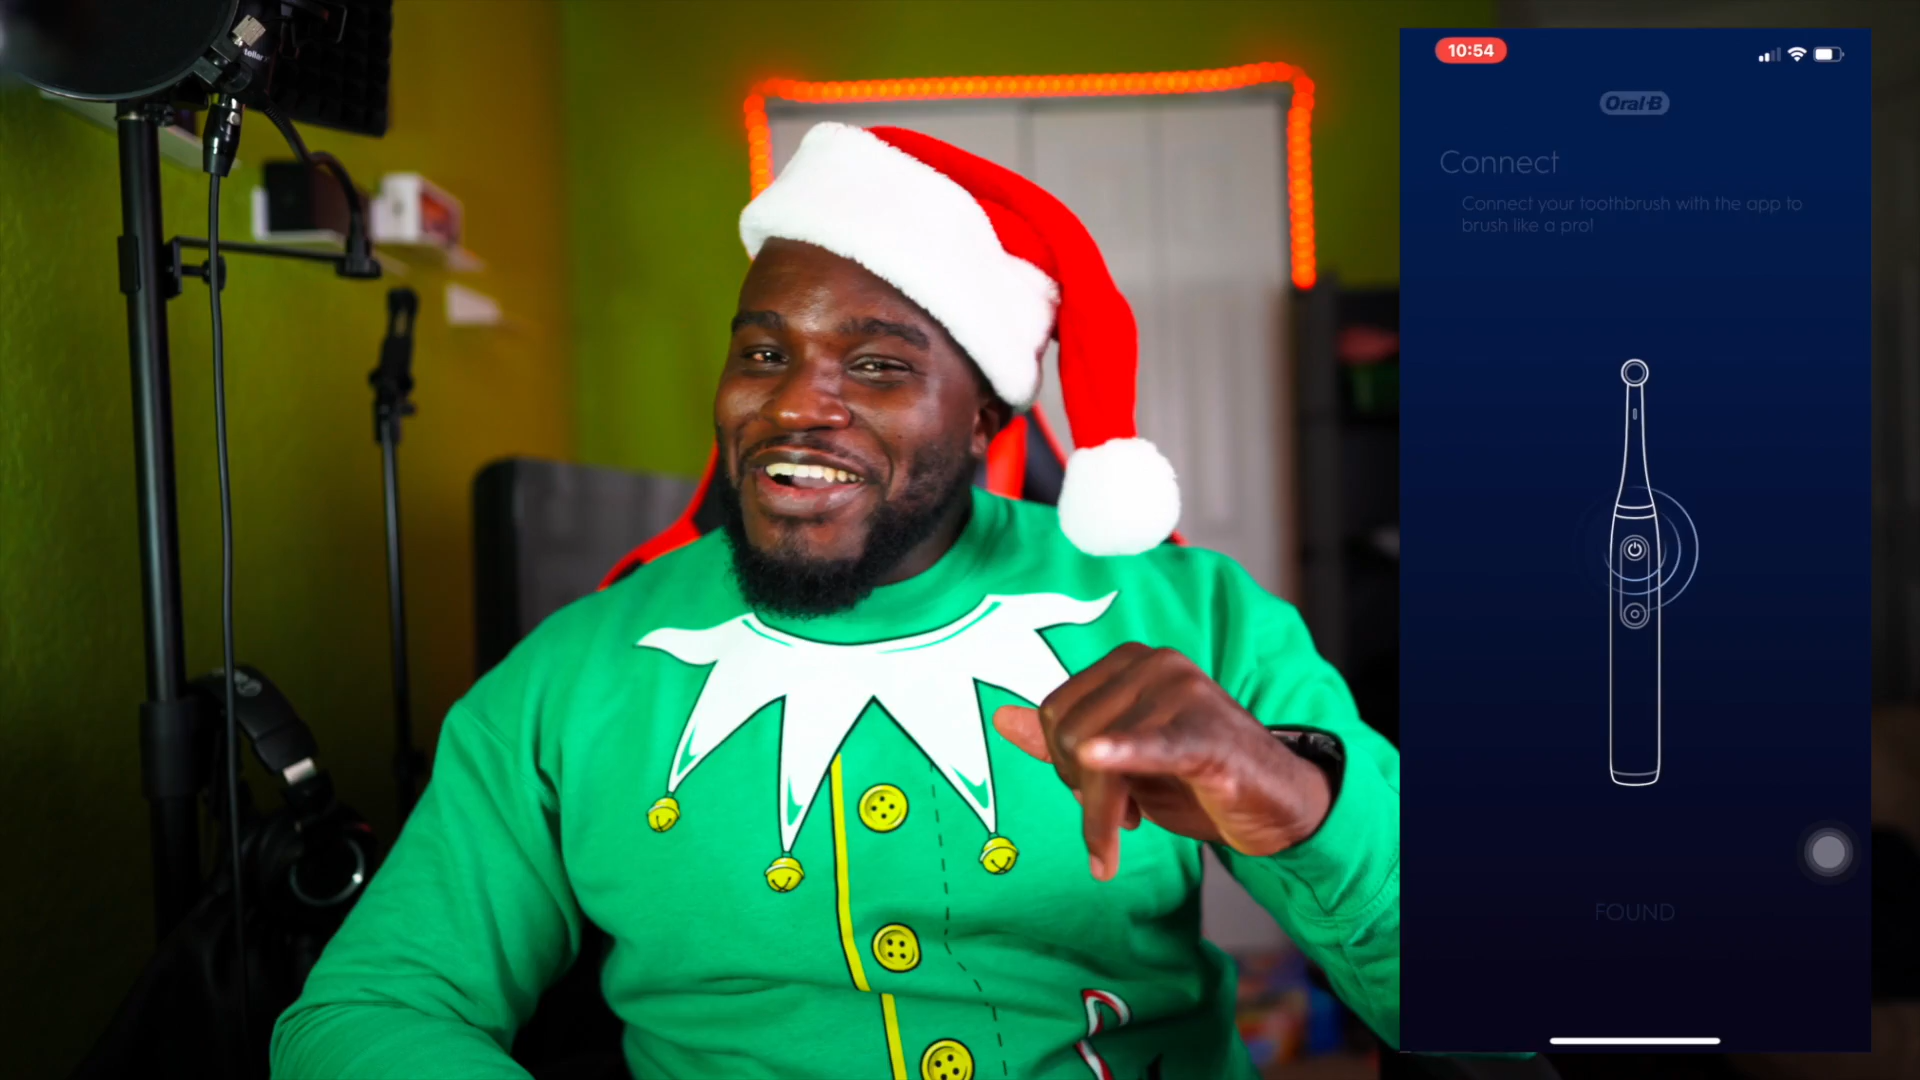 10:54
Oral-B
Connect
Connect your toothbrush with the app to
brush like a pro!
FOUND